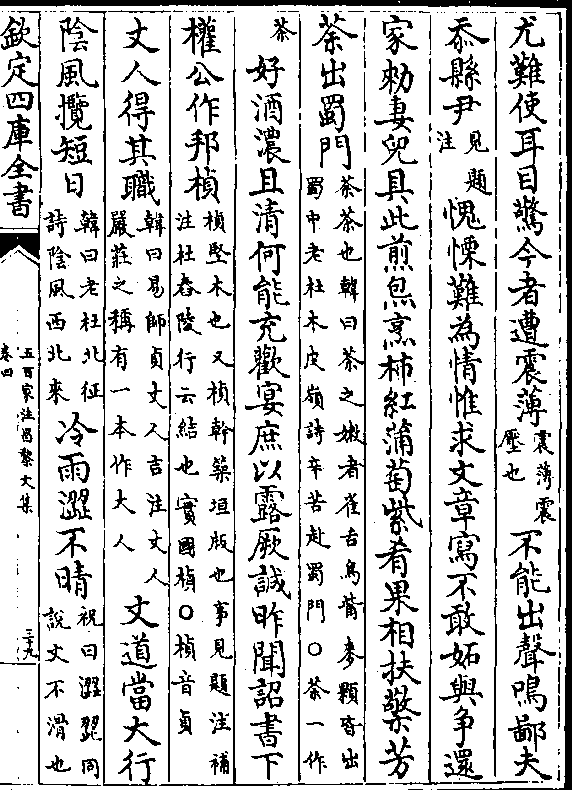 尤難使耳目驚今者遭震薄震薄震壓也不能出聲鳴鄙夫
忝縣尹見題注愧慄難為情惟求文章寫不敢妬與争還
家勑妻兒具此煎炰烹柿紅蒲萄紫肴果相扶檠芳
荼出蜀門荼茶也韓曰茶之嫩者雀舌鳥觜麥顆皆出蜀中老杜木皮嶺詩辛苦赴蜀門○荼一作
茶好酒濃且清何能充歡宴庶以露厥誠昨聞詔書下
權公作邦楨楨堅木也又楨幹築垣版也事見題注補注杜舂陵行云結也實國楨○楨音貞
丈人得其職韓曰易師貞丈人吉注丈人嚴莊之稱有一本作大人丈道當大行
陰風攪短日韓曰老杜北征詩陰風西北來冷雨澀不晴祝曰澀澁同說文不滑也
欽定四庫全書
五百家注昌黎文集
卷四
三九